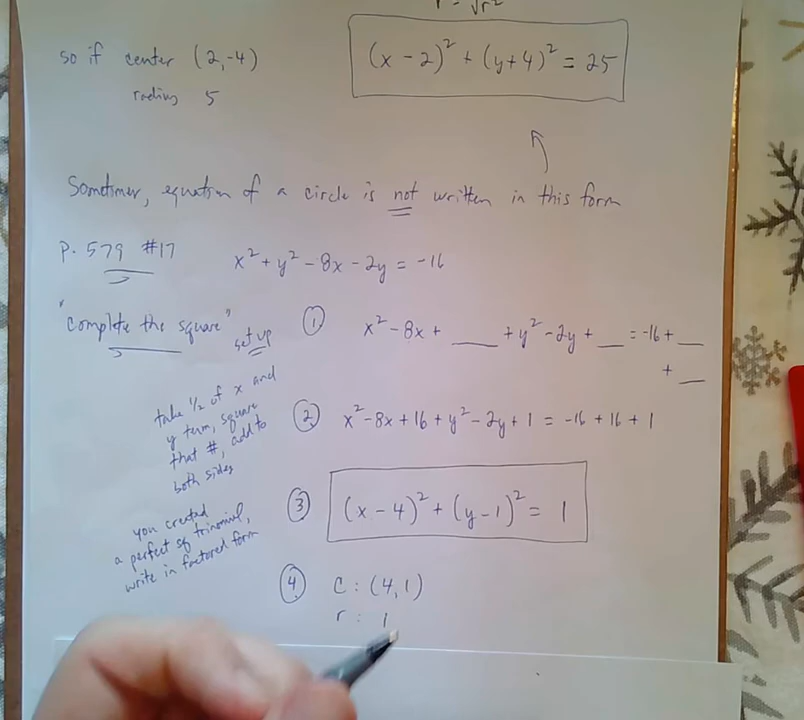 r = √r²
so if center (2,-4)
radius 5
(x - 2)² + (y+4)² = 25
Sometimes, equation of a circle is not written in this form
P. 579 #17
x² + y² - 8x - 2y = -16
"complete the square"
set up
① x² - 8x + ___ + y² - 2y + __ = -16 + __
+ __
take 1/2 of x and
y term, square
that #, add to
both sides
② x² - 8x + 16 + y² - 2y + 1 = -16 + 16 + 1
you created
a perfect sq trinomial,
write in factored form
③ (x - 4)² + (y - 1)² = 1
④ C : (4,1)
r : 1